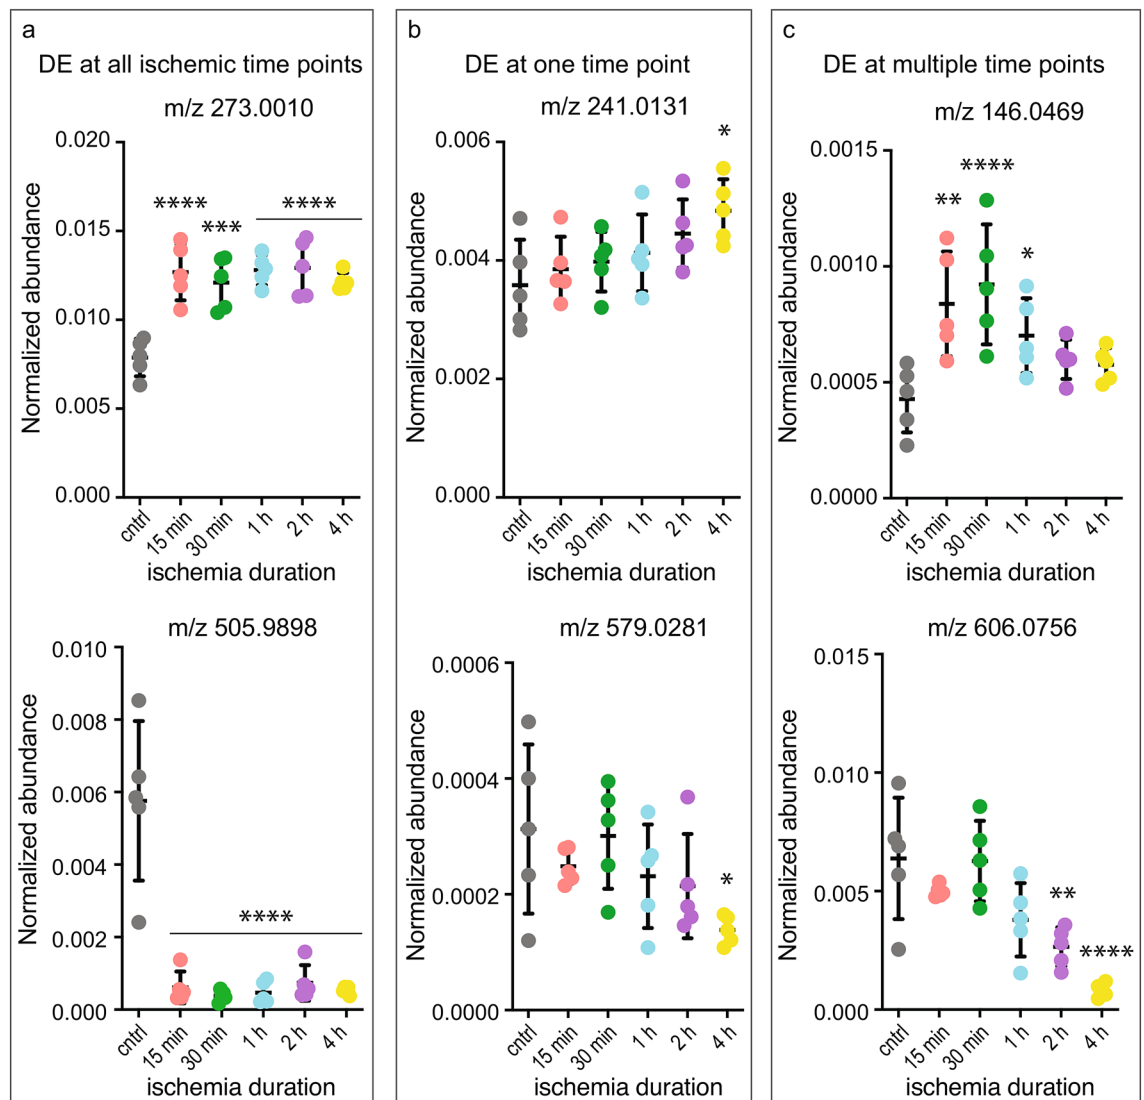 a
DE at all ischemic time points
m/z 273.0010
Normalized abundance
0.020
0.015
0.010
0.005
0.000
****
***
****
cntrl
15 min
30 min
1 h
2 h
4 h
ischemia duration
m/z 505.9898
Normalized abundance
0.010
0.008
0.006
0.004
0.002
0.000
****
cntrl
15 min
30 min
1 h
2 h
4 h
ischemia duration
b
DE at one time point
m/z 241.0131
Normalized abundance
0.006
0.004
0.002
0.000
*
cntrl
15 min
30 min
1 h
2 h
4 h
ischemia duration
m/z 579.0281
Normalized abundance
0.0006
0.0004
0.0002
0.0000
*
cntrl
15 min
30 min
1 h
2 h
4 h
ischemia duration
c
DE at multiple time points
m/z 146.0469
Normalized abundance
0.0015
0.0010
0.0005
0.0000
**
****
*
cntrl
15 min
30 min
1 h
2 h
4 h
ischemia duration
m/z 606.0756
Normalized abundance
0.015
0.010
0.005
0.000
**
****
cntrl
15 min
30 min
1 h
2 h
4 h
ischemia duration